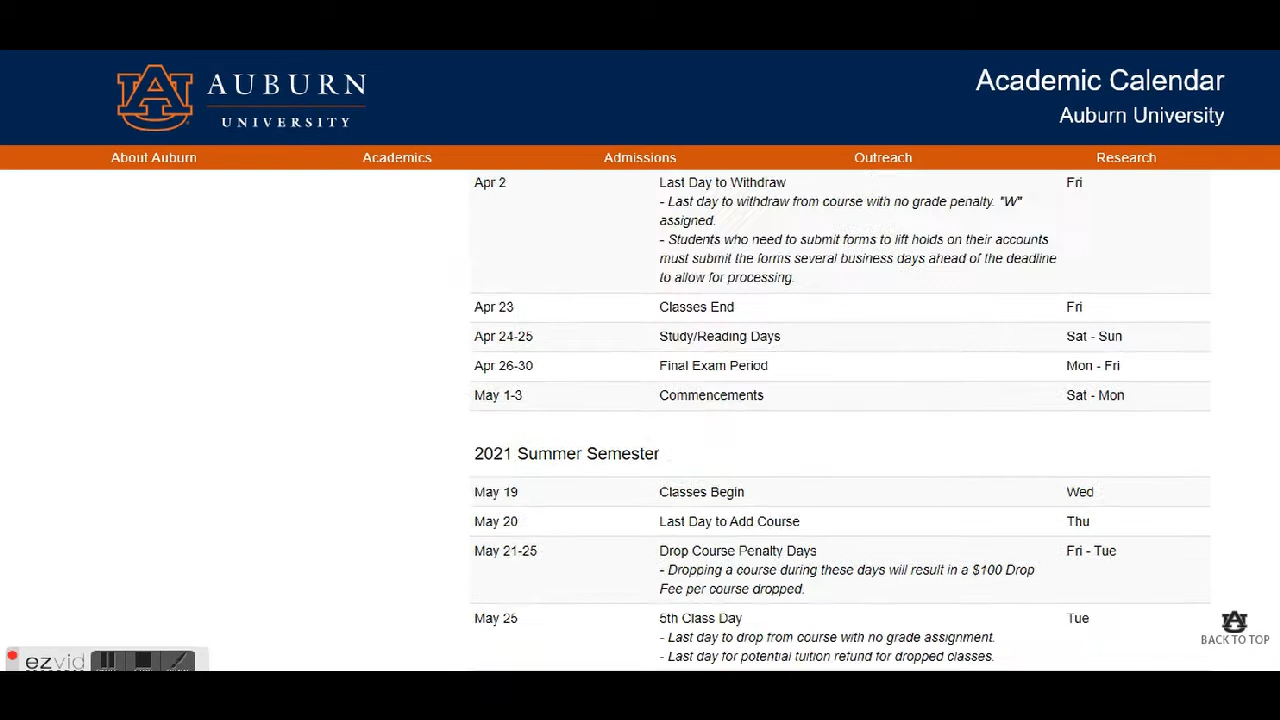 AUBURN
UNIVERSITY
Academic Calendar
Auburn University
About Auburn Academics Admissions Outreach Research
Apr 2 Last Day to Withdraw Fri
- Last day to withdraw from course with no grade penalty. "W"
assigned.
- Students who need to submit forms to lift holds on their accounts
must submit the forms several business days ahead of the deadline
to allow for processing.
Apr 23 Classes End Fri
Apr 24-25 Study/Reading Days Sat - Sun
Apr 26-30 Final Exam Period Mon - Fri
May 1-3 Commencements Sat - Mon
2021 Summer Semester
May 19 Classes Begin Wed
May 20 Last Day to Add Course Thu
May 21-25 Drop Course Penalty Days Fri - Tue
- Dropping a course during these days will result in a $100 Drop
Fee per course dropped.
May 25 5th Class Day Tue
- Last day to drop from course with no grade assignment.
- Last day for potential tuition refund for dropped classes.
BACK TO TOP
ezvid